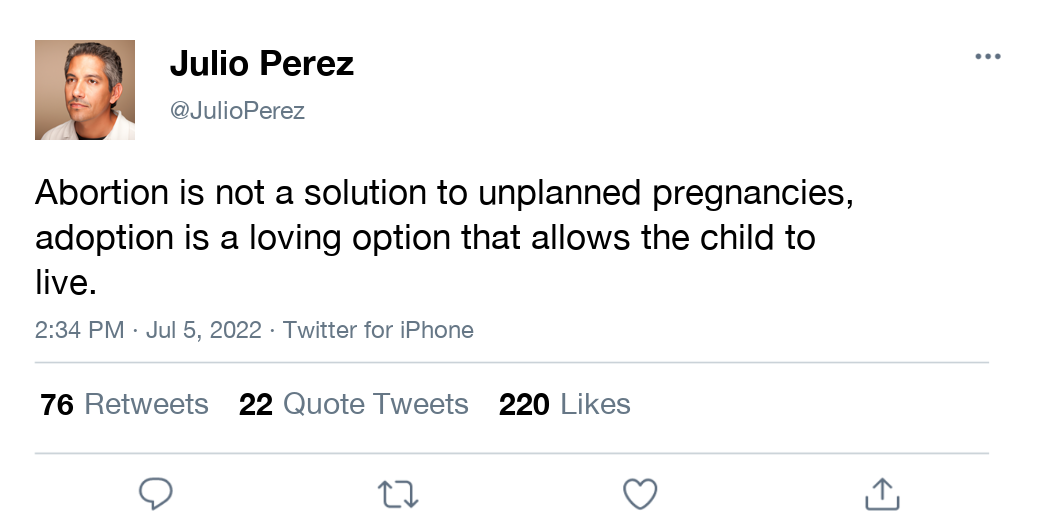 Julio Perez
@JulioPerez
Abortion is not a solution to unplanned pregnancies,
adoption is a loving option that allows the child to
live.
2:34 PM · Jul 5, 2022 · Twitter for iPhone
76 Retweets 22 Quote Tweets 220 Likes